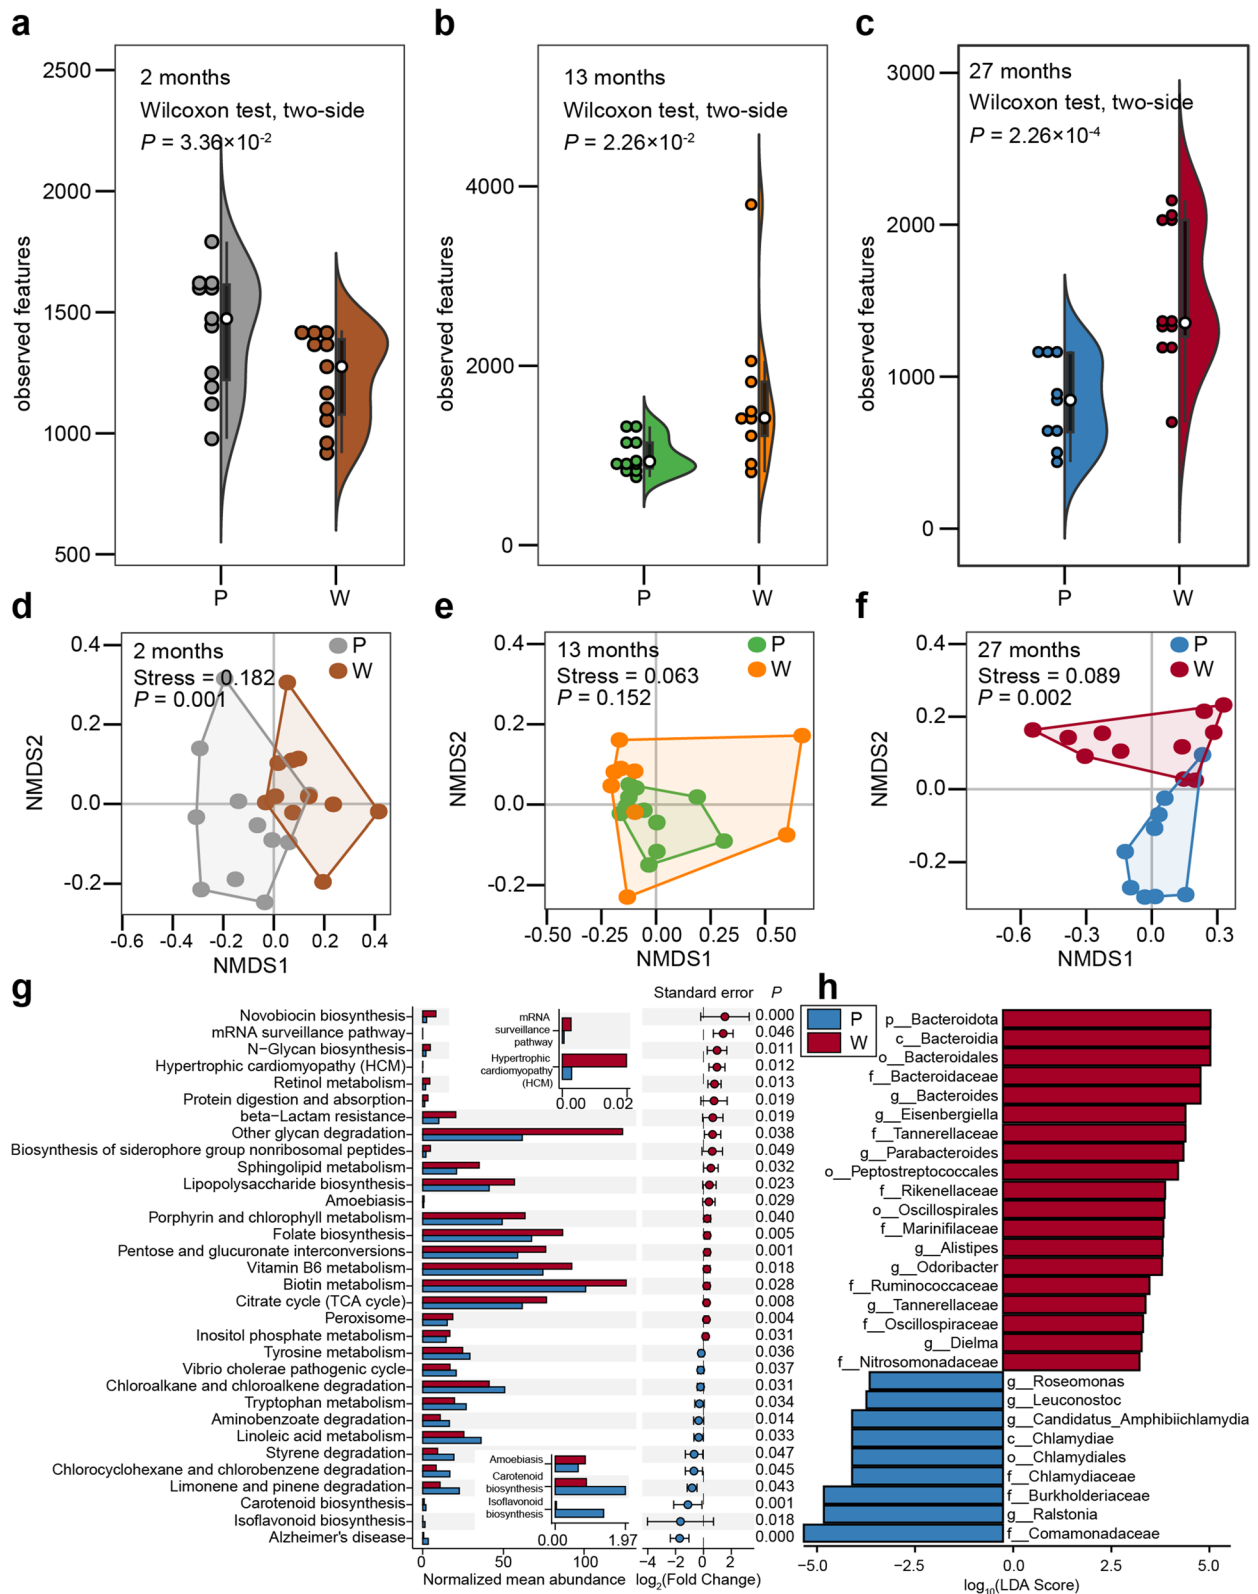 a
2 months
Wilcoxon test, two-side
P = 3.36×10-2
observed features
2500
2000
1500
1000
500
P
W
b
13 months
Wilcoxon test, two-side
P = 2.26×10-2
observed features
4000
2000
0
P
W
c
27 months
Wilcoxon test, two-side
P = 2.26×10-4
observed features
3000
2000
1000
0
P
W
d
2 months
Stress = 0.182
P = 0.001
P
W
NMDS2
0.4
0.2
0.0
-0.2
-0.6 -0.4 -0.2 0.0 0.2 0.4
NMDS1
e
13 months
Stress = 0.063
P = 0.152
P
W
NMDS2
0.4
0.2
0.0
-0.2
-0.50 -0.25 0.00 0.25 0.50
NMDS1
f
27 months
Stress = 0.089
P = 0.002
P
W
NMDS2
0.4
0.2
0.0
-0.2
-0.6 -0.3 0.0 0.3
NMDS1
g
Standard error P
Novobiocin biosynthesis 0.000
mRNA surveillance pathway 0.046
N−Glycan biosynthesis 0.011
Hypertrophic cardiomyopathy (HCM) 0.012
Retinol metabolism 0.013
Protein digestion and absorption 0.019
beta−Lactam resistance 0.019
Other glycan degradation 0.038
Biosynthesis of siderophore group nonribosomal peptides 0.049
Sphingolipid metabolism 0.032
Lipopolysaccharide biosynthesis 0.023
Amoebiasis 0.029
Porphyrin and chlorophyll metabolism 0.040
Folate biosynthesis 0.005
Pentose and glucuronate interconversions 0.001
Vitamin B6 metabolism 0.018
Biotin metabolism 0.028
Citrate cycle (TCA cycle) 0.008
Peroxisome 0.004
Inositol phosphate metabolism 0.031
Tyrosine metabolism 0.036
Vibrio cholerae pathogenic cycle 0.037
Chloroalkane and chloroalkene degradation 0.031
Tryptophan metabolism 0.034
Aminobenzoate degradation 0.014
Linoleic acid metabolism 0.033
Styrene degradation 0.047
Chlorocyclohexane and chlorobenzene degradation 0.045
Limonene and pinene degradation 0.043
Carotenoid biosynthesis 0.001
Isoflavonoid biosynthesis 0.018
Alzheimer's disease 0.000
mRNA
surveillance
pathway
Hypertrophic
cardiomyopathy
(HCM)
0.00 0.02
Amoebiasis
Carotenoid
biosynthesis
Isoflavonoid
biosynthesis
0.00 1.97
0 50 100
Normalized mean abundance
−4 −2 0 2
log2(Fold Change)
h
P
W
p__Bacteroidota
c__Bacteroidia
o__Bacteroidales
f__Bacteroidaceae
g__Bacteroides
g__Eisenbergiella
f__Tannerellaceae
g__Parabacteroides
o__Peptostreptococcales
f__Rikenellaceae
o__Oscillospirales
f__Marinifilaceae
g__Alistipes
g__Odoribacter
f__Ruminococcaceae
g__Tannerellaceae
f__Oscillospiraceae
g__Dielma
f__Nitrosomonadaceae
g__Roseomonas
g__Leuconostoc
g__Candidatus_Amphibiichlamydia
c__Chlamydiae
o__Chlamydiales
f__Chlamydiaceae
f__Burkholderiaceae
g__Ralstonia
f__Comamonadaceae
−5.0 −2.5 0.0 2.5 5.0
log10(LDA Score)